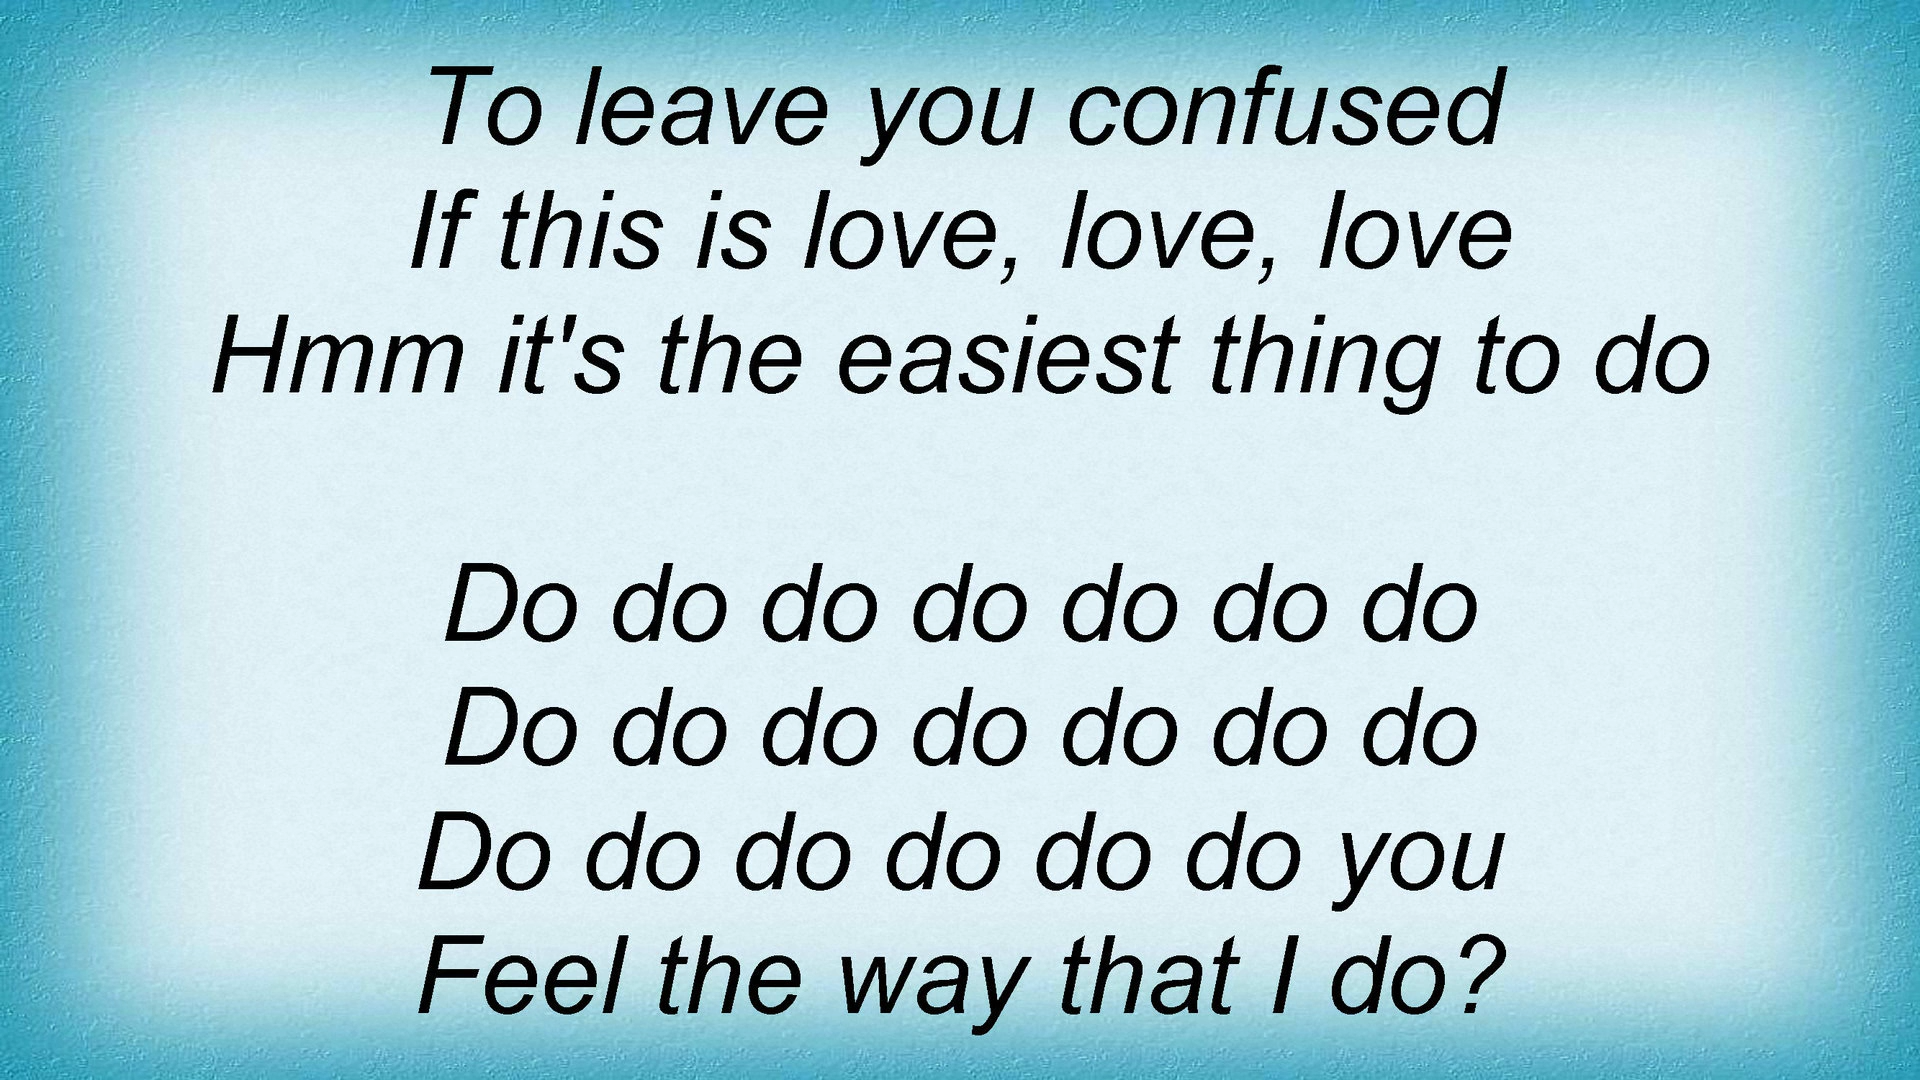 To leave you confused
If this is love, love, love
Hmm it's the easiest thing to do
Do do do do do do do
Do do do do do do do
Do do do do do do you
Feel the way that I do?